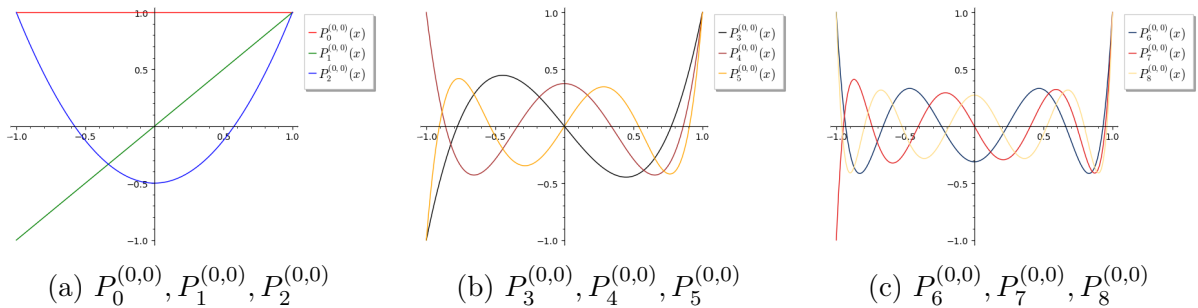 1.0
0.5
−0.5
−1.0
−1.0 −0.5 0.5 1.0
P_0^{(0,0)}(x)
P_1^{(0,0)}(x)
P_2^{(0,0)}(x)
(a) P_0^{(0,0)}, P_1^{(0,0)}, P_2^{(0,0)}
1.0
0.5
−0.5
−1.0
−1.0 −0.5 0.5 1.0
P_3^{(0,0)}(x)
P_4^{(0,0)}(x)
P_5^{(0,0)}(x)
(b) P_3^{(0,0)}, P_4^{(0,0)}, P_5^{(0,0)}
1.0
0.5
−0.5
−1.0
−1.0 −0.5 0.5 1.0
P_6^{(0,0)}(x)
P_7^{(0,0)}(x)
P_8^{(0,0)}(x)
(c) P_6^{(0,0)}, P_7^{(0,0)}, P_8^{(0,0)}